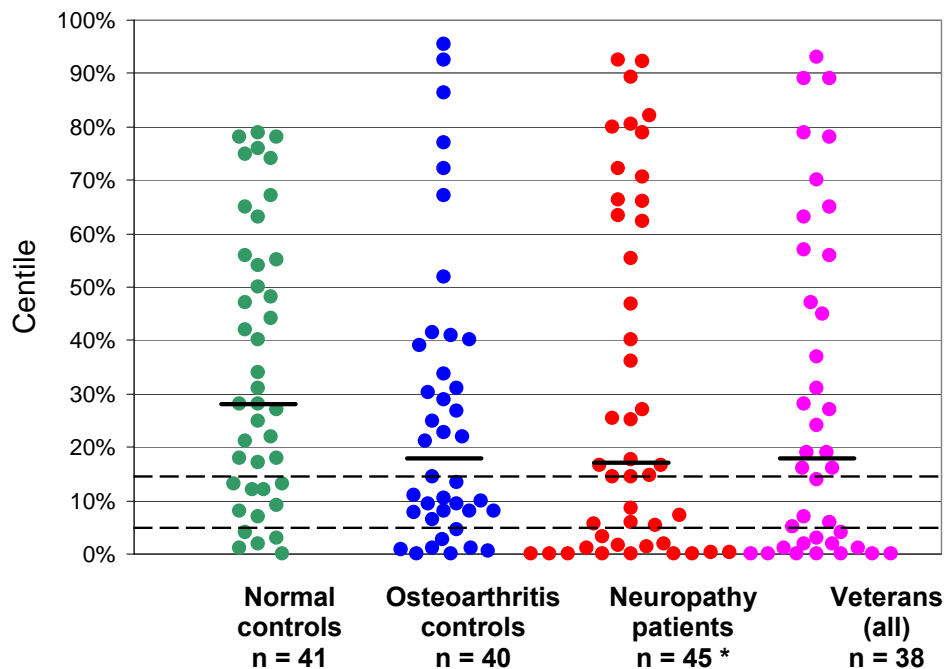 100%
90%
80%
70%
60%
50%
40%
30%
20%
10%
0%
Centile
Normal
controls
n = 41
Osteoarthritis
controls
n = 40
Neuropathy
patients
n = 45 *
Veterans
(all)
n = 38